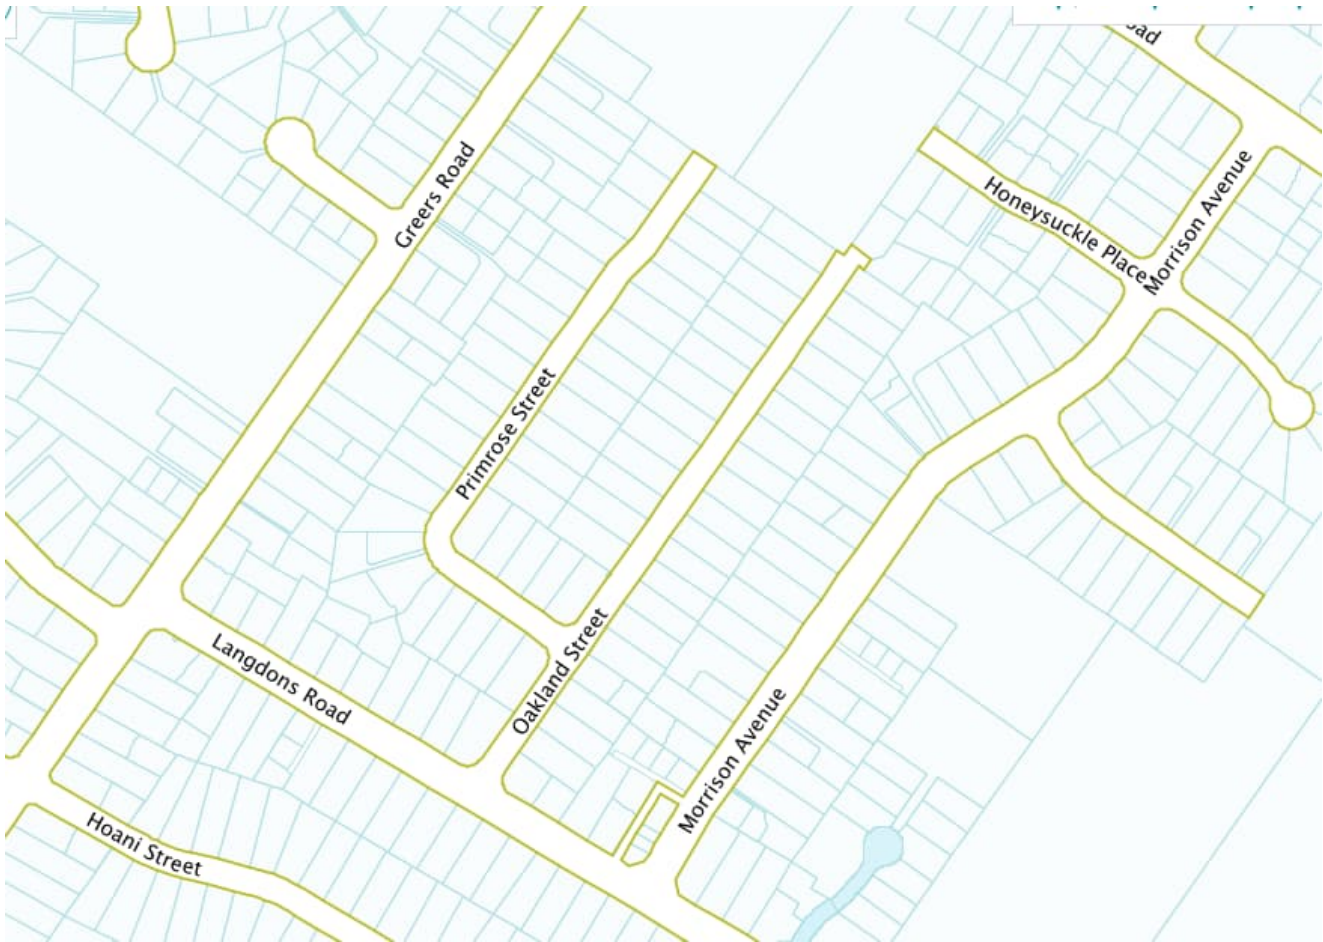 Greers Road
Honeysuckle Place
Morrison Avenue
Primrose Street
Oakland Street
Langdons Road
Morrison Avenue
Hoani Street